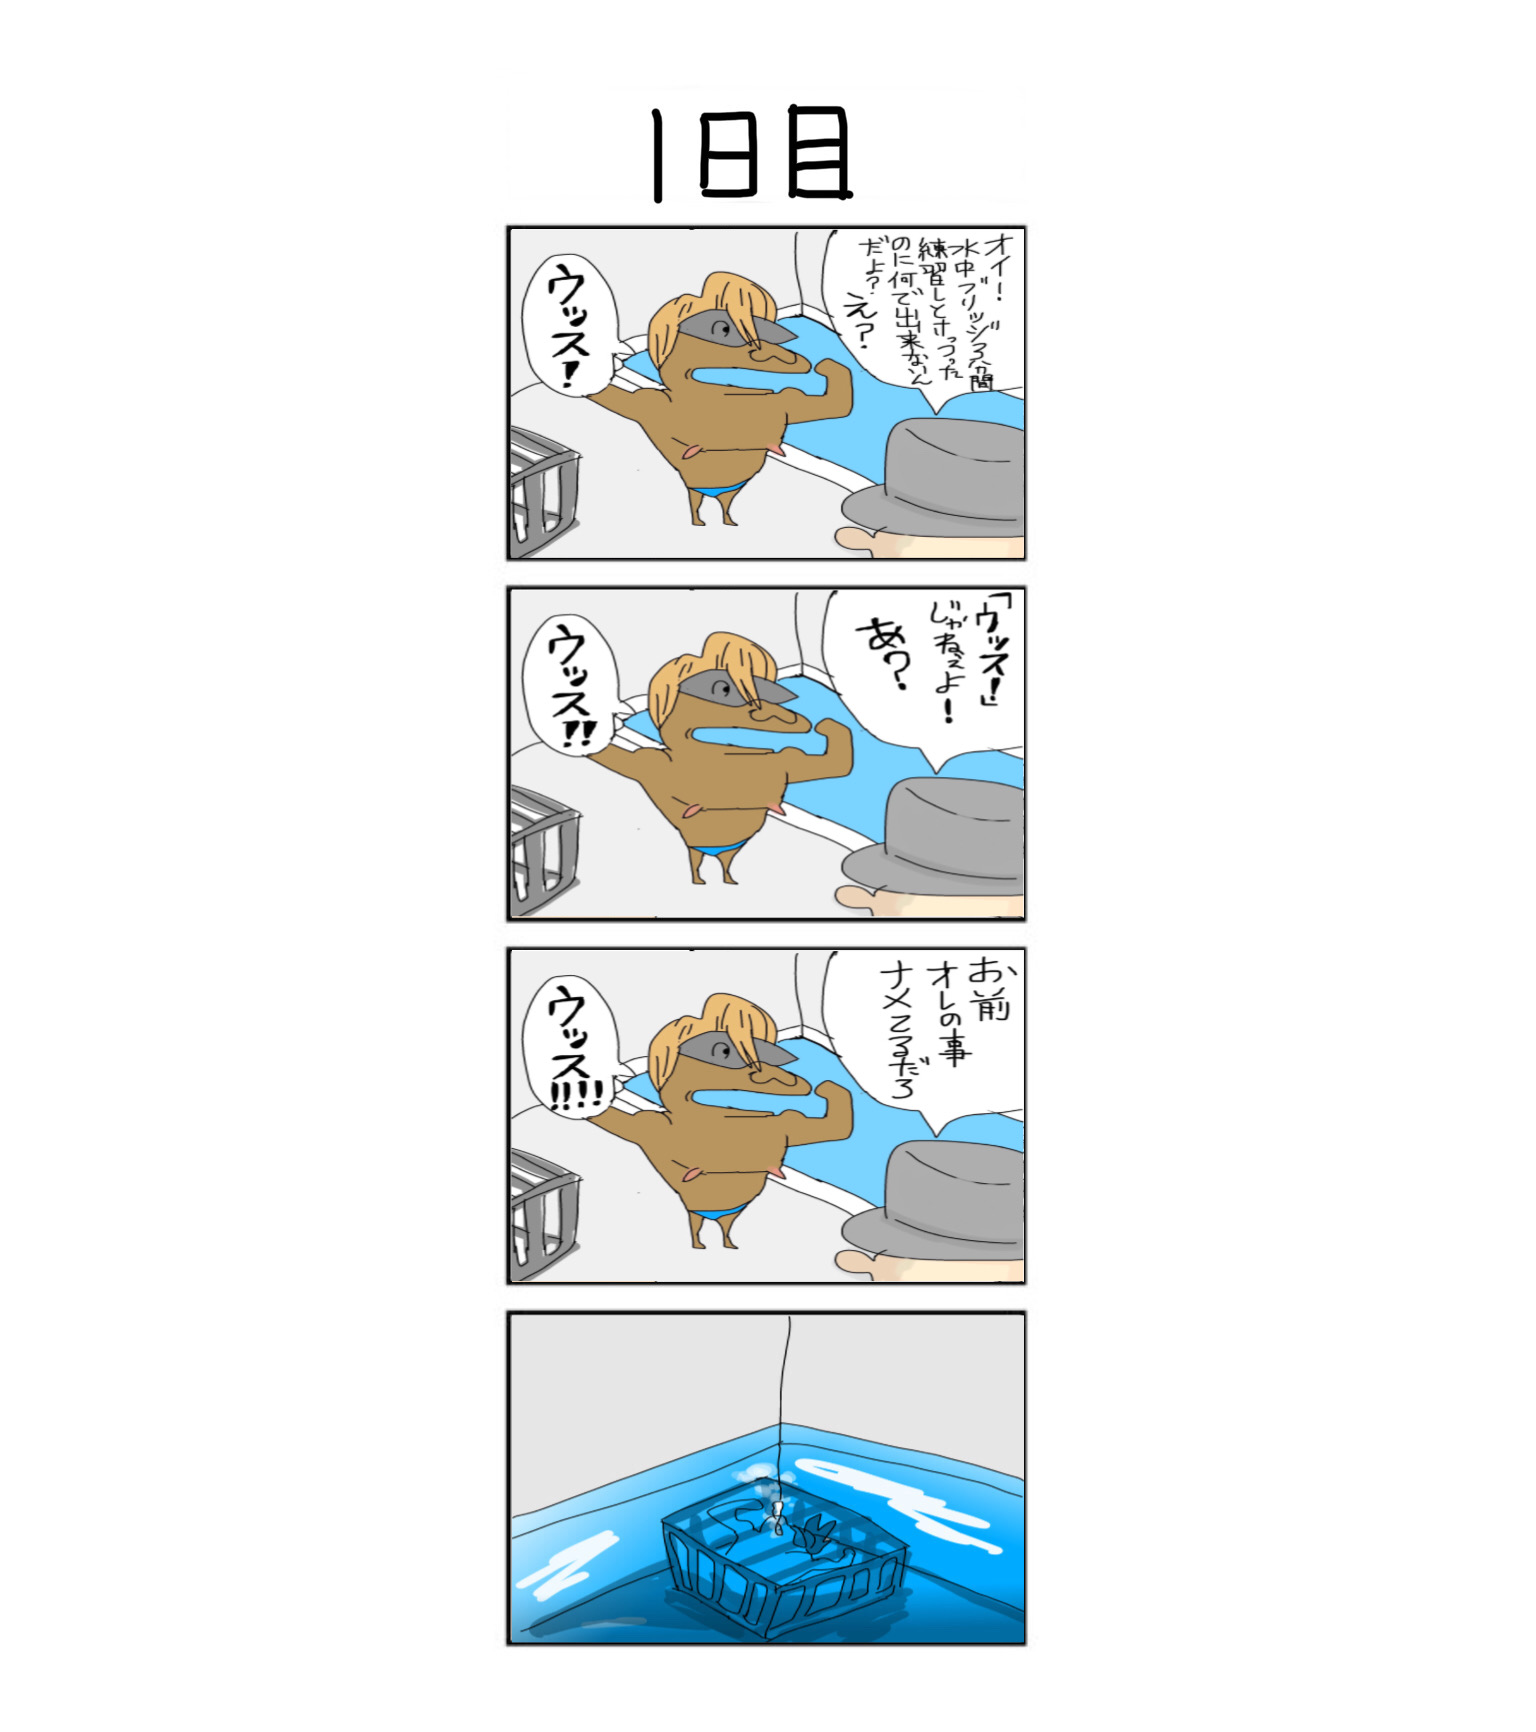 1日目
オイ!
水中ブリッジ3分間
練習しとけっつった
のに何で出来ないん
だよ?
え?
ウッス!
「ウッス!」
じゃねぇよ!
あ?
ウッス!!
お前
オレの事
ナメてるだろ
ウッス!!!!